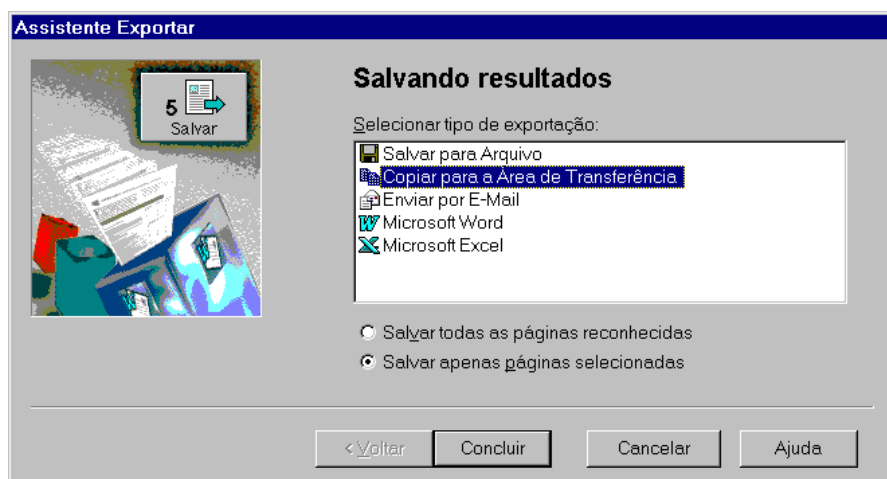 Assistente Exportar
5
Salvar
Salvando resultados
Selecionar tipo de exportação:
Salvar para Arquivo
Copiar para a Área de Transferência
Enviar por E-Mail
Microsoft Word
Microsoft Excel
Salvar todas as páginas reconhecidas
Salvar apenas páginas selecionadas
< Voltar
Concluir
Cancelar
Ajuda